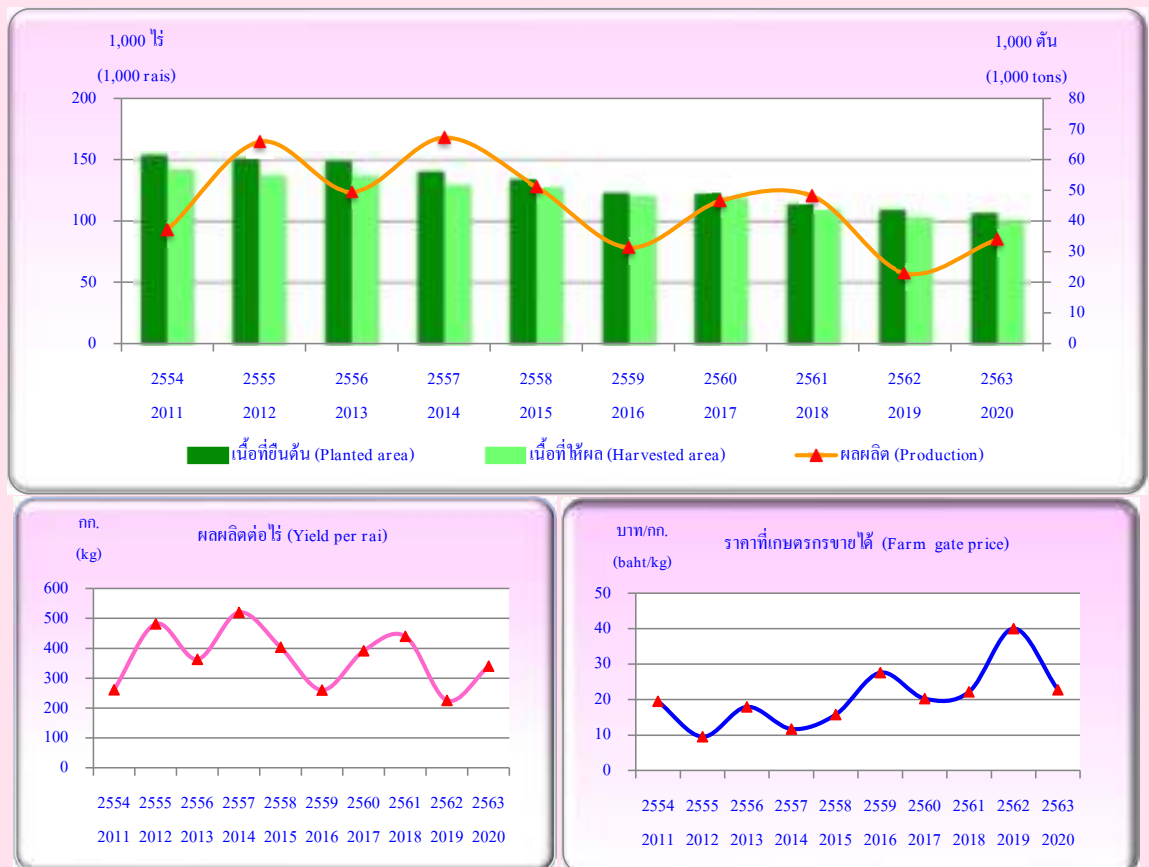 1,000 ไร่
(1,000 rais)
1,000 ตัน
(1,000 tons)
200
150
100
50
0
80
70
60
50
40
30
20
10
0
2554 2555 2556 2557 2558 2559 2560 2561 2562 2563
2011 2012 2013 2014 2015 2016 2017 2018 2019 2020
เนื้อที่ยืนต้น (Planted area) เนื้อที่ให้ผล (Harvested area) ผลผลิต (Production)
กก.
(kg)
ผลผลิตต่อไร่ (Yield per rai)
600
500
400
300
200
100
0
2554 2555 2556 2557 2558 2559 2560 2561 2562 2563
2011 2012 2013 2014 2015 2016 2017 2018 2019 2020
บาท/กก.
(baht/kg)
ราคาที่เกษตรกรขายได้ (Farm gate price)
50
40
30
20
10
0
2554 2555 2556 2557 2558 2559 2560 2561 2562 2563
2011 2012 2013 2014 2015 2016 2017 2018 2019 2020